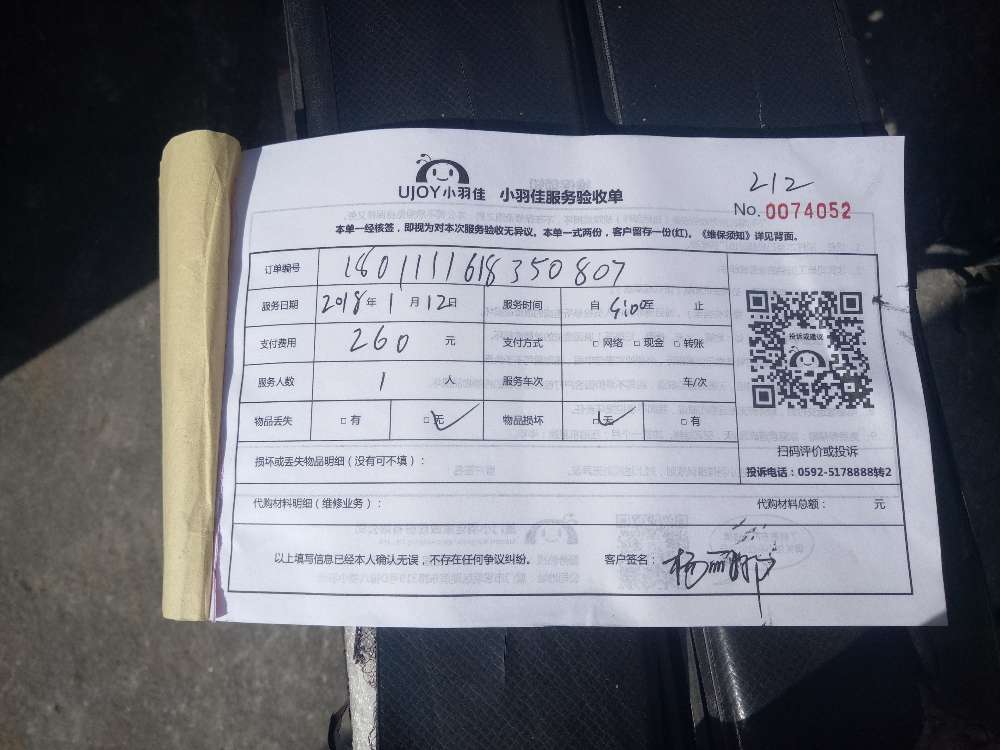 212
UJOY小羽佳 小羽佳服务验收单
No. 0074052
本单一经核签，即视为对本次服务验收无异议。本单一式两份，客户留存一份(红)。《维保须知》详见背面。
订单编号 1801111618350807
服务日期 2018年1月12日 服务时间 自 9:00至 止
支付费用 260 元 支付方式 □网络 □现金 □转账
服务人数 1 人 服务车次 车/次
物品丢失 □有 □无 物品损坏 □无 □有
投诉或建议
扫码评价或投诉
投诉电话：0592-5178888转2
损坏或丢失物品明细（没有可不填）：
代购材料明细（维修业务）： 代购材料总额： 元
以上填写信息已经本人确认无误，不存在任何争议纠纷。 客户签名：杨丽娜